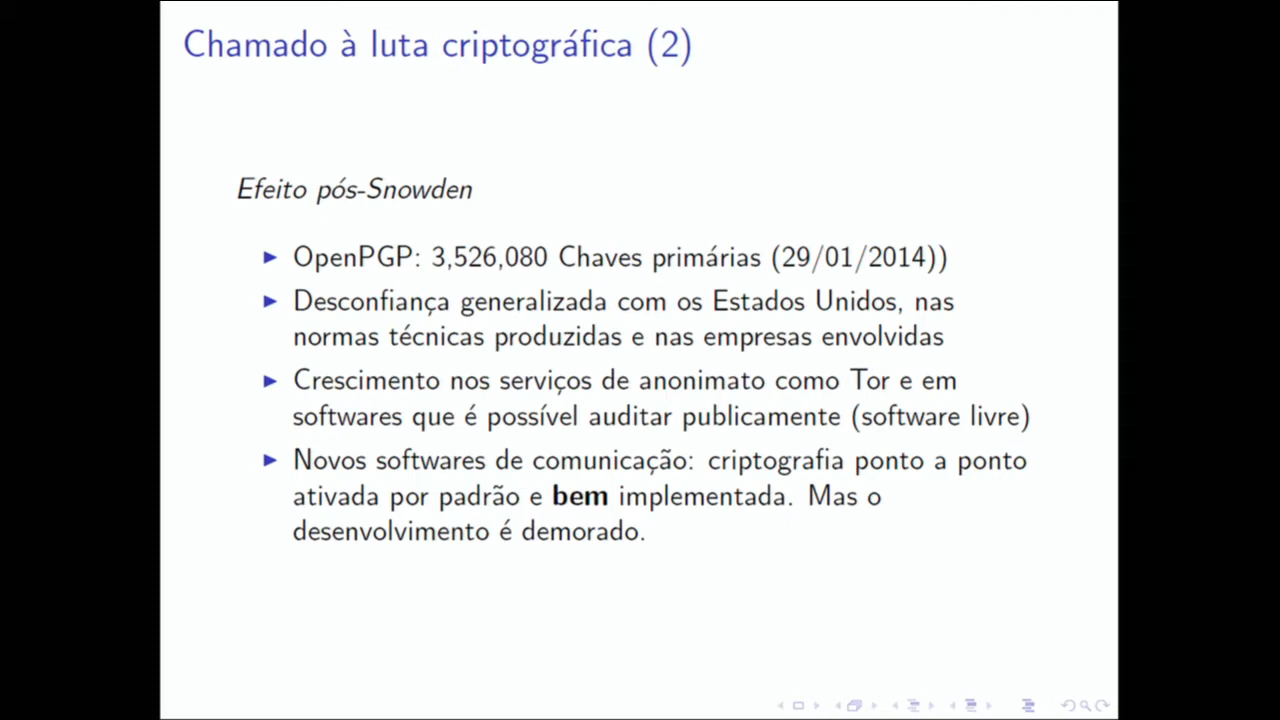 Chamado à luta criptográfica (2)
Efeito pós-Snowden
OpenPGP: 3,526,080 Chaves primárias (29/01/2014))
Desconfiança generalizada com os Estados Unidos, nas
normas técnicas produzidas e nas empresas envolvidas
Crescimento nos serviços de anonimato como Tor e em
softwares que é possível auditar publicamente (software livre)
Novos softwares de comunicação: criptografia ponto a ponto
ativada por padrão e bem implementada. Mas o
desenvolvimento é demorado.